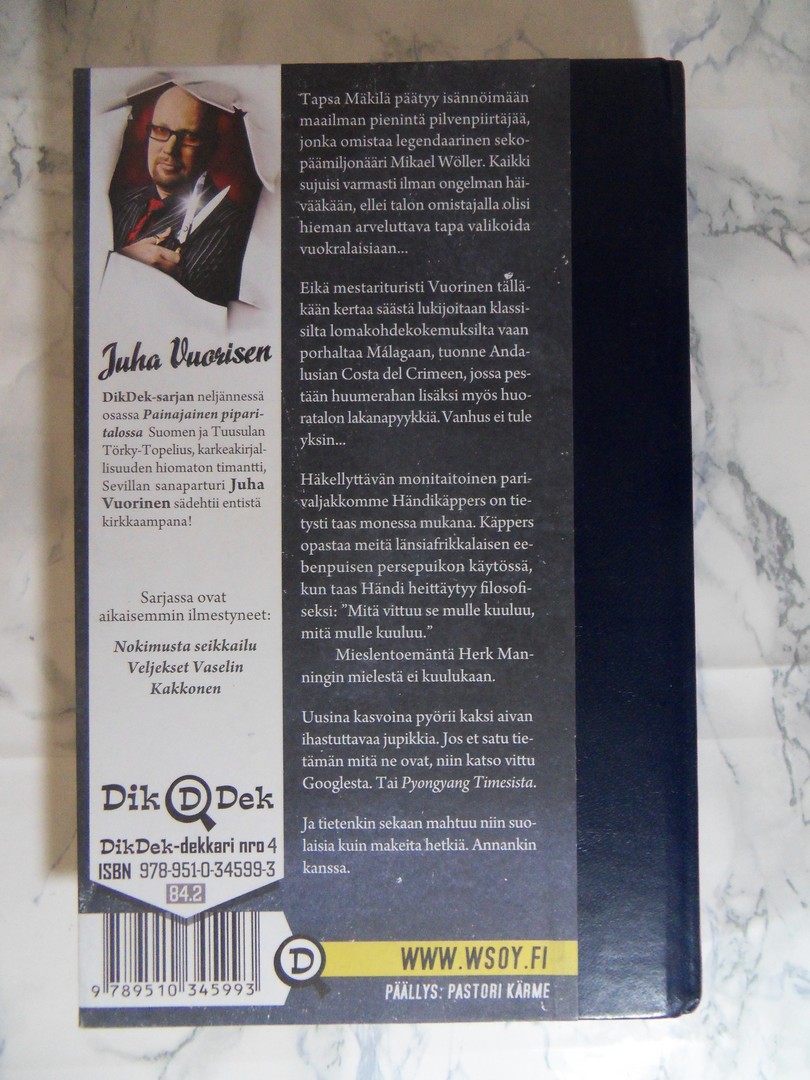 Juha Vuorisen
DikDek-sarjan neljännessä
osassa Painajainen pipari-
talossa Suomen ja Tuusulan
Törky-Topelius, karkeakirjal-
lisuuden hiomaton timantti,
Sevillan sanaparturi Juha
Vuorinen sädehtii entistä
kirkkaampana!
Sarjassa ovat
aikaisemmin ilmestyneet:
Nokimusta seikkailu
Veljekset Vaselin
Kakkonen
Dik D Dek
DikDek-dekkari nro 4
ISBN 978-951-0-34599-3
84.2
9 789510 345993
Tapsa Mäkilä päätyy isännöimään
maailman pienintä pilvenpiirtäjää,
jonka omistaa legendaarinen seko-
päämiljonääri Mikael Wöller. Kaikki
sujuisi varmasti ilman ongelman häi-
vääkään, ellei talon omistajalla olisi
hieman arveluttava tapa valikoida
vuokralaisiaan...
Eikä mestarituristi Vuorinen tällä-
kään kertaa säästä lukijoitaan klassi-
silta lomakohdekokemuksilta vaan
porhaltaa Málagaan, tuonne Anda-
lusian Costa del Crimeen, jossa pes-
tään huumerahan lisäksi myös huo-
ratalon lakanapyykkiä. Vanhus ei tule
yksin...
Häkellyttävän monitaitoinen pari-
valjakkomme Händikäppers on tie-
tysti taas monessa mukana. Käppers
opastaa meitä länsiafrikkalaisen ee-
benpuisen persepuikon käytössä,
kun taas Händi heittäytyy filosofi-
seksi: ”Mitä vittuu se mulle kuuluu,
mitä mulle kuuluu.”
Mieslentoemäntä Herk Man-
ningin mielestä ei kuulukaan.
Uusina kasvoina pyörii kaksi aivan
ihastuttavaa jupikkia. Jos et satu tie-
tämän mitä ne ovat, niin katso vittu
Googlesta. Tai Pyongyang Timesista.
Ja tietenkin sekaan mahtuu niin suo-
laisia kuin makeita hetkiä. Annankin
kanssa.
D
WWW.WSOY.FI
PÄÄLLYS: PASTORI KÄRME